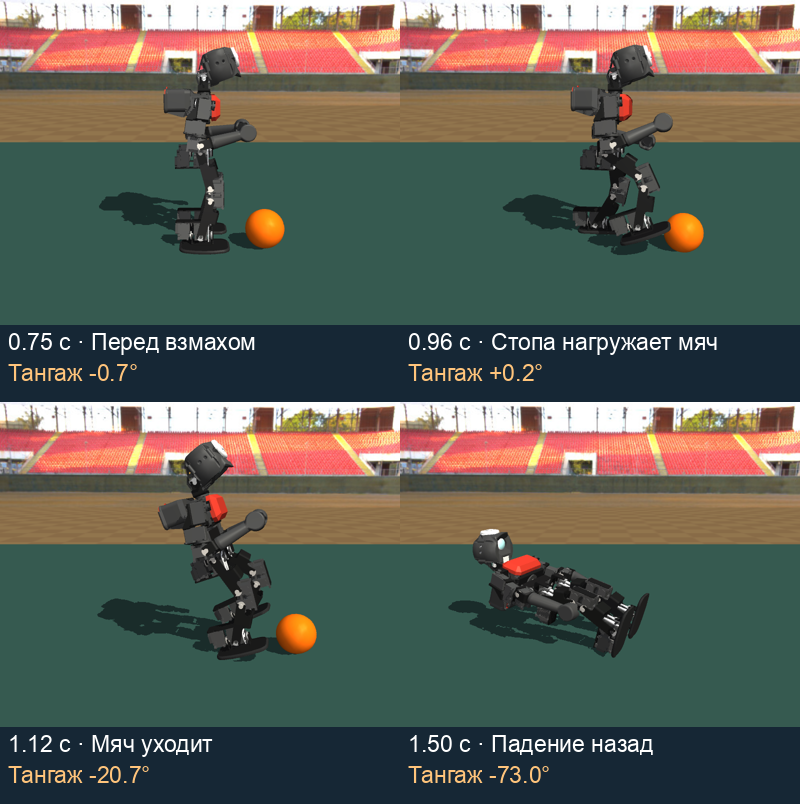 0.75 с · Перед взмахом
Тангаж -0.7°
0.96 с · Стопа нагружает мяч
Тангаж +0.2°
1.12 с · Мяч уходит
Тангаж -20.7°
1.50 с · Падение назад
Тангаж -73.0°